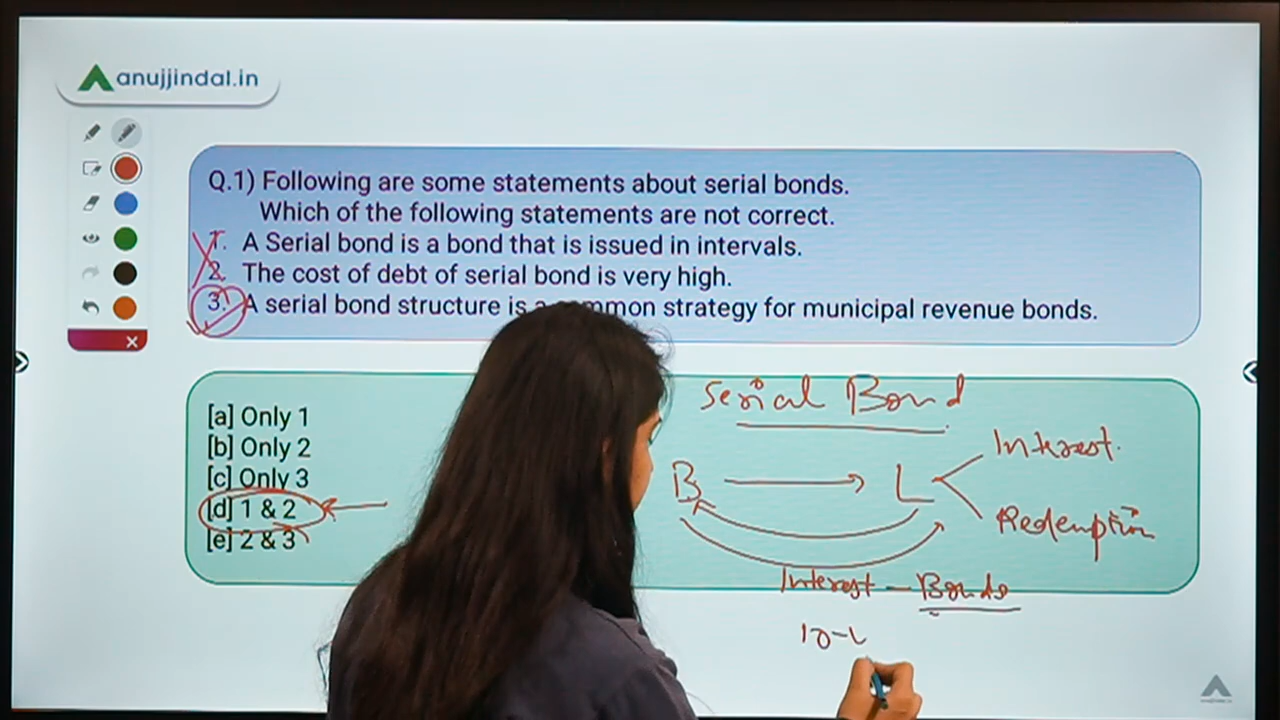 anujjindal.in
Q.1) Following are some statements about serial bonds.
Which of the following statements are not correct.
1. A Serial bond is a bond that is issued in intervals.
2. The cost of debt of serial bond is very high.
3. A serial bond structure is a common strategy for municipal revenue bonds.
[a] Only 1
[b] Only 2
[c] Only 3
[d] 1 & 2
[e] 2 & 3
Serial Bond
B L
Interest.
Redemption
Interest - Bonds
10-